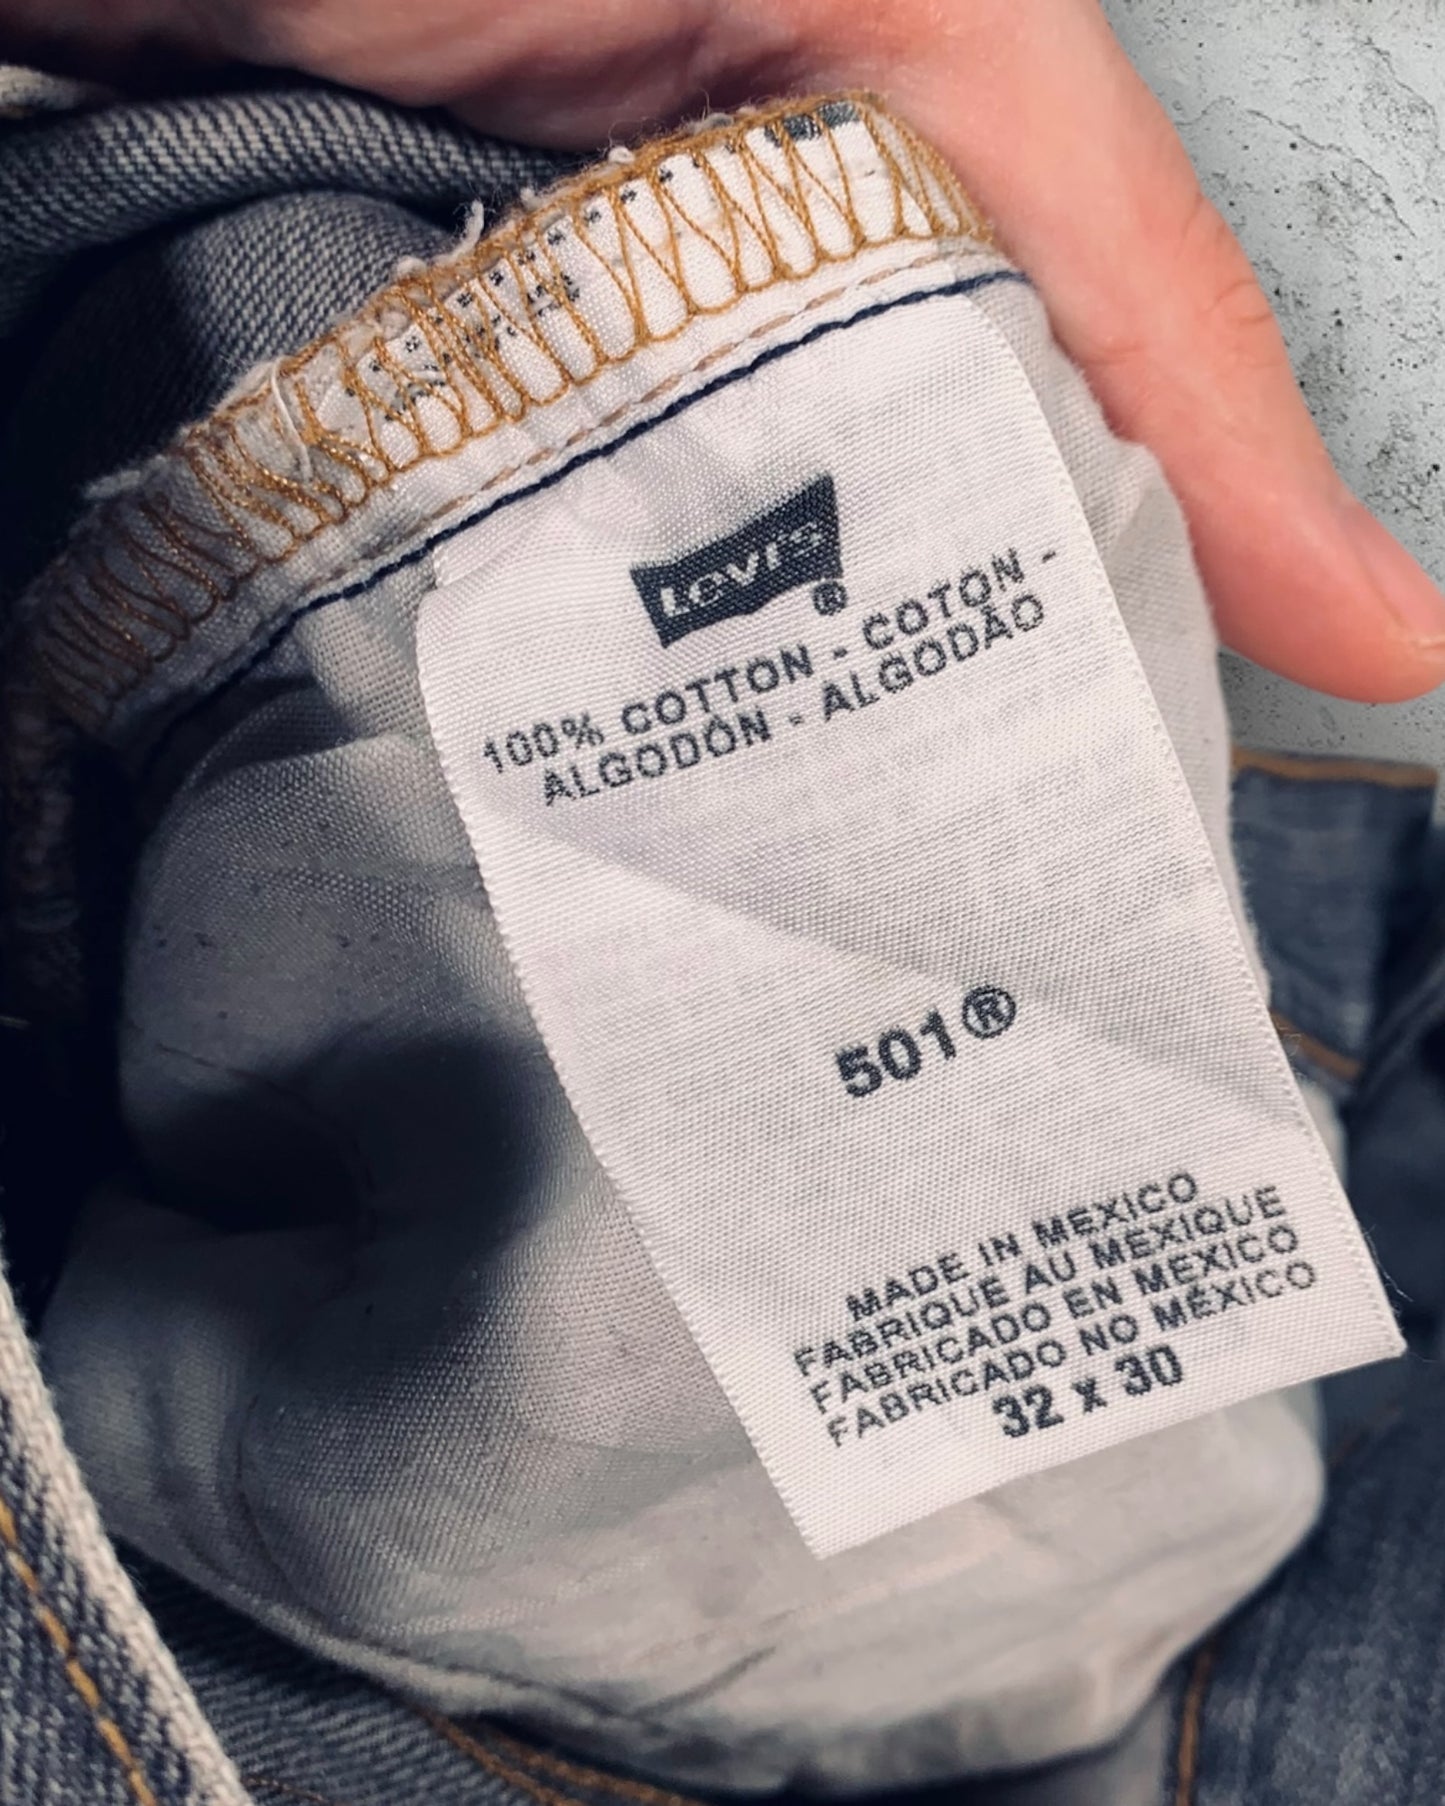 Levi's®
100% COTTON - COTON -
ALGODÓN - ALGODÃO
501®
MADE IN MEXICO
FABRIQUE AU MEXIQUE
FABRICADO EN MEXICO
FABRICADO NO MÉXICO
32 x 30